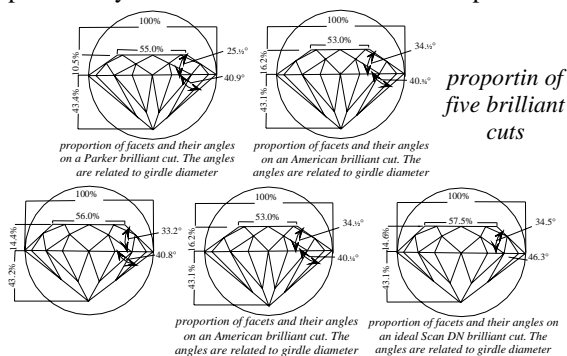 100%
55.0%
25.½°
10.5%
40.9°
43.4%
proportion of facets and their angles
on a Parker brilliant cut. The angles
are related to girdle diameter
100%
53.0%
34.½°
16.2%
40.¾°
43.1%
proportion of facets and their angles
on an American brilliant cut. The
angles are related to girdle diameter
proportin of
five brilliant
cuts
100%
56.0%
33.2°
14.4%
40.8°
43.2%
100%
53.0%
34.½°
16.2%
43.1%
proportion of facets and their angles
on an American brilliant cut. The
angles are related to girdle diameter
100%
57.5%
34.5°
14.6%
46.3°
43.1%
proportion of facets and their angles on
an ideal Scan DN brilliant cut. The
angles are related to girdle diameter